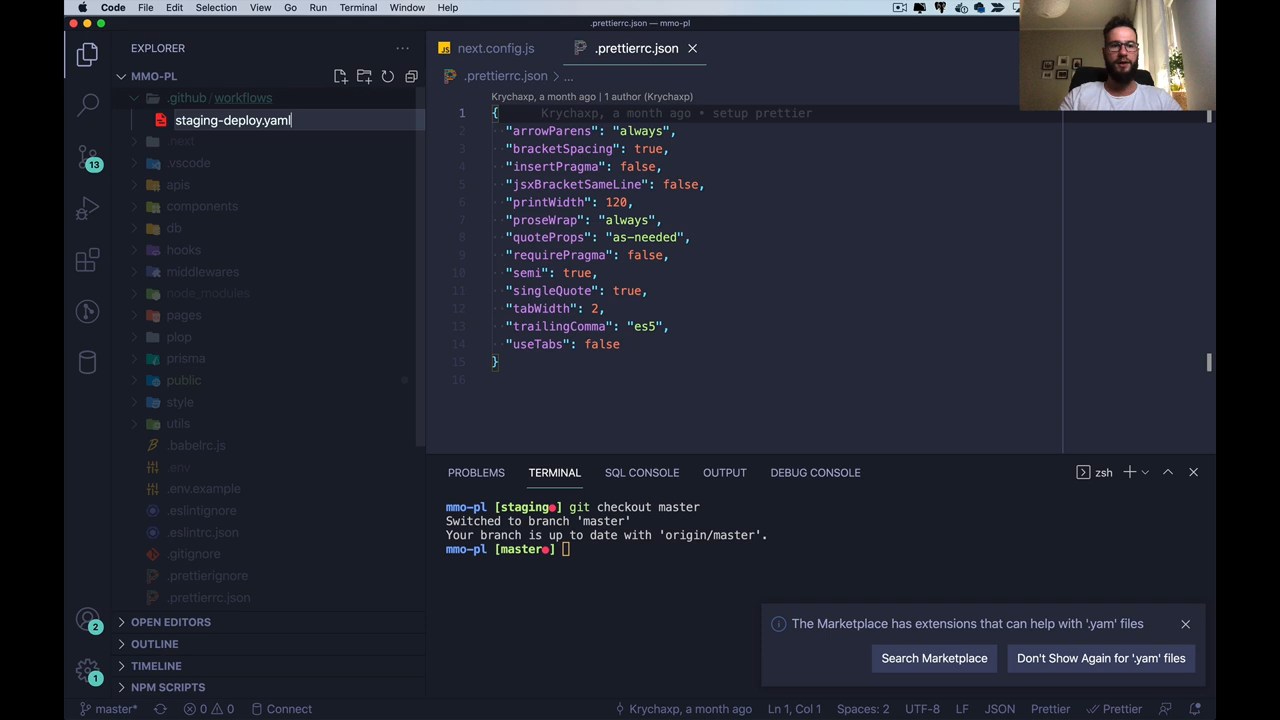 Code File Edit Selection View Go Run Terminal Window Help
.prettierrc.json — mmo-pl
EXPLORER
MMO-PL
.github/workflows
staging-deploy.yaml
.next
.vscode
apis
components
db
hooks
middlewares
node_modules
pages
plop
prisma
public
style
utils
.babelrc.js
.env
.env.example
.eslintignore
.eslintrc.json
.gitignore
.prettierignore
.prettierrc.json
OPEN EDITORS
OUTLINE
TIMELINE
NPM SCRIPTS
13
2
1
JS next.config.js
.prettierrc.json
.prettierrc.json > ...
Krychaxp, a month ago | 1 author (Krychaxp)
1 { Krychaxp, a month ago • setup prettier
2 "arrowParens": "always",
3 "bracketSpacing": true,
4 "insertPragma": false,
5 "jsxBracketSameLine": false,
6 "printWidth": 120,
7 "proseWrap": "always",
8 "quoteProps": "as-needed",
9 "requirePragma": false,
10 "semi": true,
11 "singleQuote": true,
12 "tabWidth": 2,
13 "trailingComma": "es5",
14 "useTabs": false
15 }
16
PROBLEMS TERMINAL SQL CONSOLE OUTPUT DEBUG CONSOLE
zsh
mmo-pl [staging●] git checkout master
Switched to branch 'master'
Your branch is up to date with 'origin/master'.
mmo-pl [master●]
The Marketplace has extensions that can help with '.yam' files
Search Marketplace
Don't Show Again for '.yam' files
master* 0 0 Connect
Krychaxp, a month ago Ln 1, Col 1 Spaces: 2 UTF-8 LF JSON Prettier Prettier